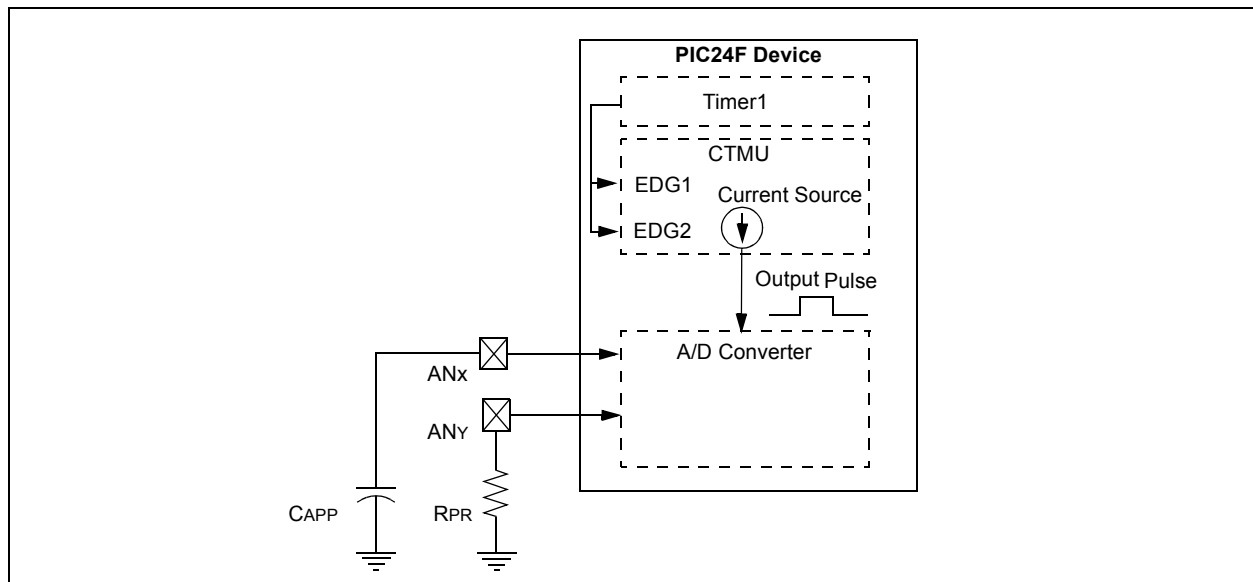 PIC24F Device
Timer1
CTMU
EDG1
Current Source
EDG2
Output Pulse
A/D Converter
ANX
ANY
CAPP
RPR